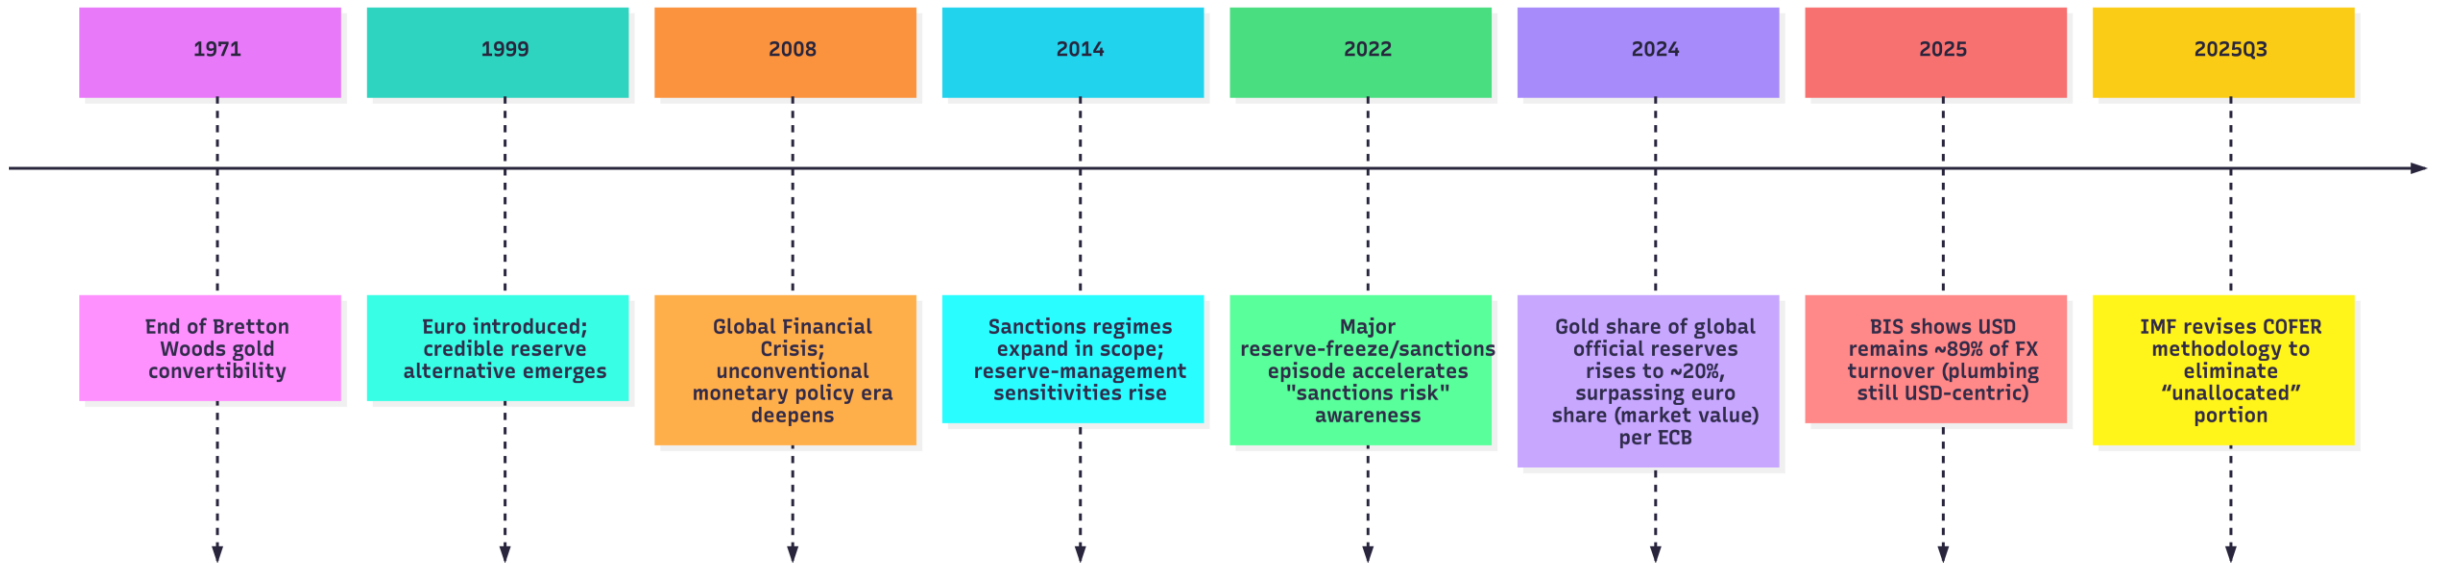 1971
1999
2008
2014
2022
2024
2025
2025Q3
End of Bretton
Woods gold
convertibility
Euro introduced;
credible reserve
alternative emerges
Global Financial
Crisis;
unconventional
monetary policy era
deepens
Sanctions regimes
expand in scope;
reserve-management
sensitivities rise
Major
reserve-freeze/sanctions
episode accelerates
"sanctions risk"
awareness
Gold share of global
official reserves
rises to ~20%,
surpassing euro
share (market value)
per ECB
BIS shows USD
remains ~89% of FX
turnover (plumbing
still USD-centric)
IMF revises COFER
methodology to
eliminate
“unallocated”
portion